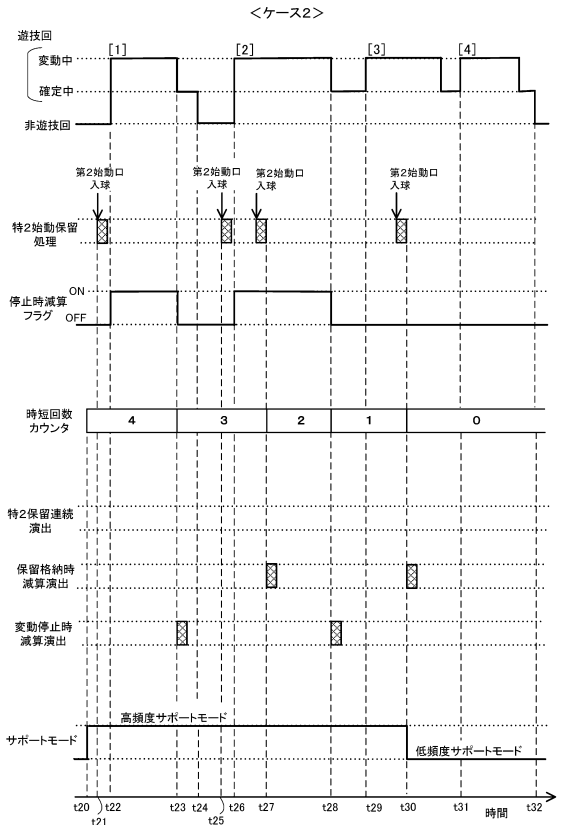 ＜ケース２＞
遊技回
変動中
確定中
非遊技回
[1]
[2]
[3]
[4]
第２始動口
入球
第２始動口
入球
第２始動口
入球
第２始動口
入球
特２始動保留
処理
停止時減算
フラグ
ON
OFF
時短回数
カウンタ
4
3
2
1
0
特２保留連続
演出
保留格納時
減算演出
変動停止時
減算演出
サポートモード
高頻度サポートモード
低頻度サポートモード
t20
t21
t22
t23
t24
t25
t26
t27
t28
t29
t30
t31
t32
時間